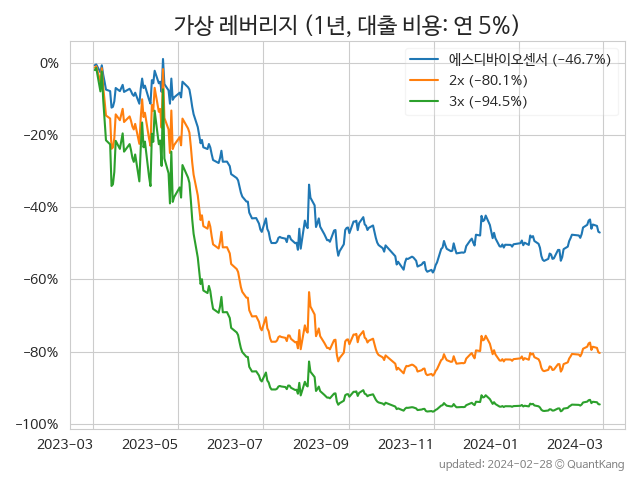 가상 레버리지 (1년, 대출 비용: 연 5%)
에스디바이오센서 (−46.7%)
2x (−80.1%)
3x (−94.5%)
0%
−20%
−40%
−60%
−80%
−100%
2023−03 2023−05 2023−07 2023−09 2023−11 2024−01 2024−03
updated: 2024−02−28 ⓒ QuantKang